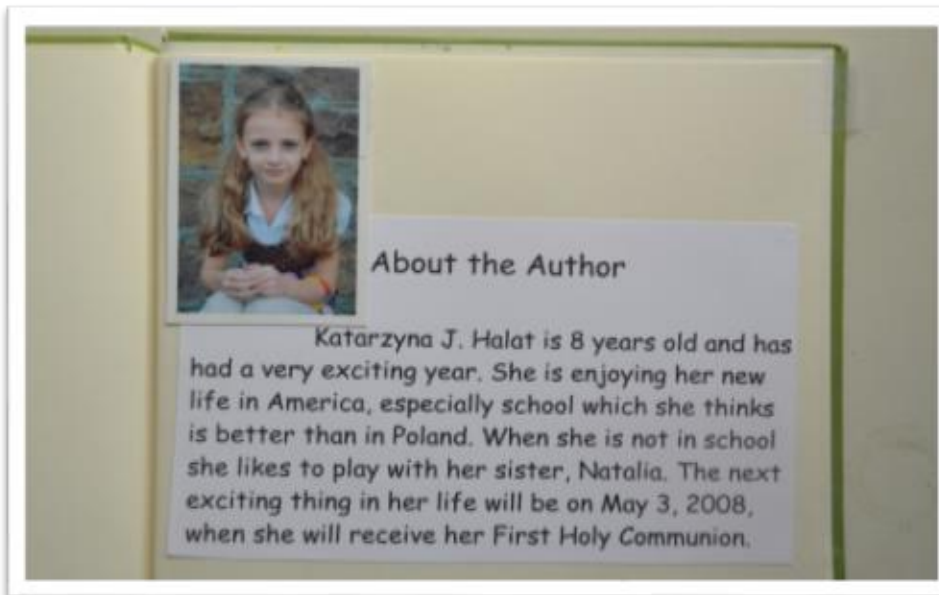 About the Author
Katarzyna J. Halat is 8 years old and has
had a very exciting year. She is enjoying her new
life in America, especially school which she thinks
is better than in Poland. When she is not in school
she likes to play with her sister, Natalia. The next
exciting thing in her life will be on May 3, 2008,
when she will receive her First Holy Communion.